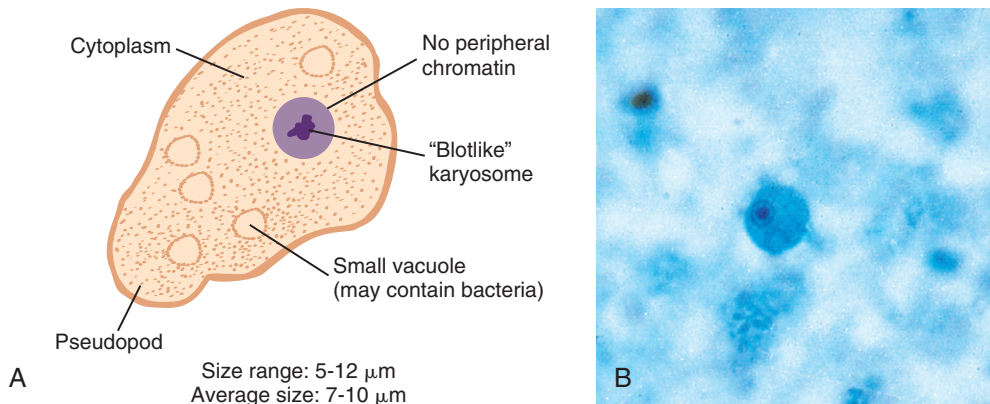 Cytoplasm
No peripheral
chromatin
“Blotlike”
karyosome
Small vacuole
(may contain bacteria)
Pseudopod
A
Size range: 5-12 μm
Average size: 7-10 μm
B